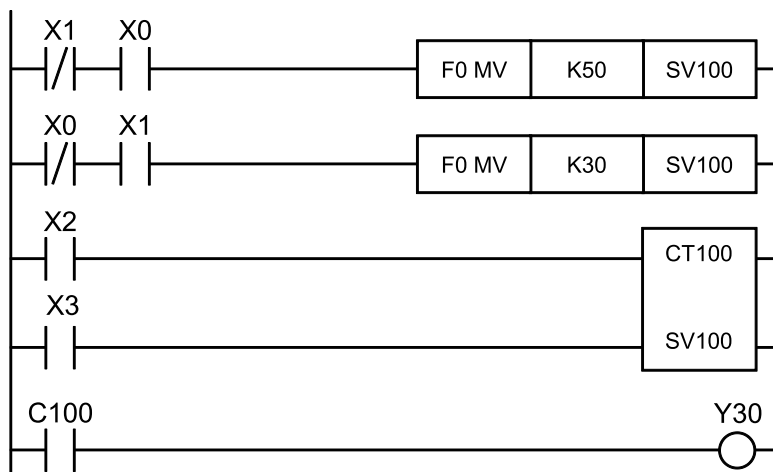 X1 X0
F0 MV K50 SV100
X0 X1
F0 MV K30 SV100
X2
CT100
X3
SV100
C100 Y30